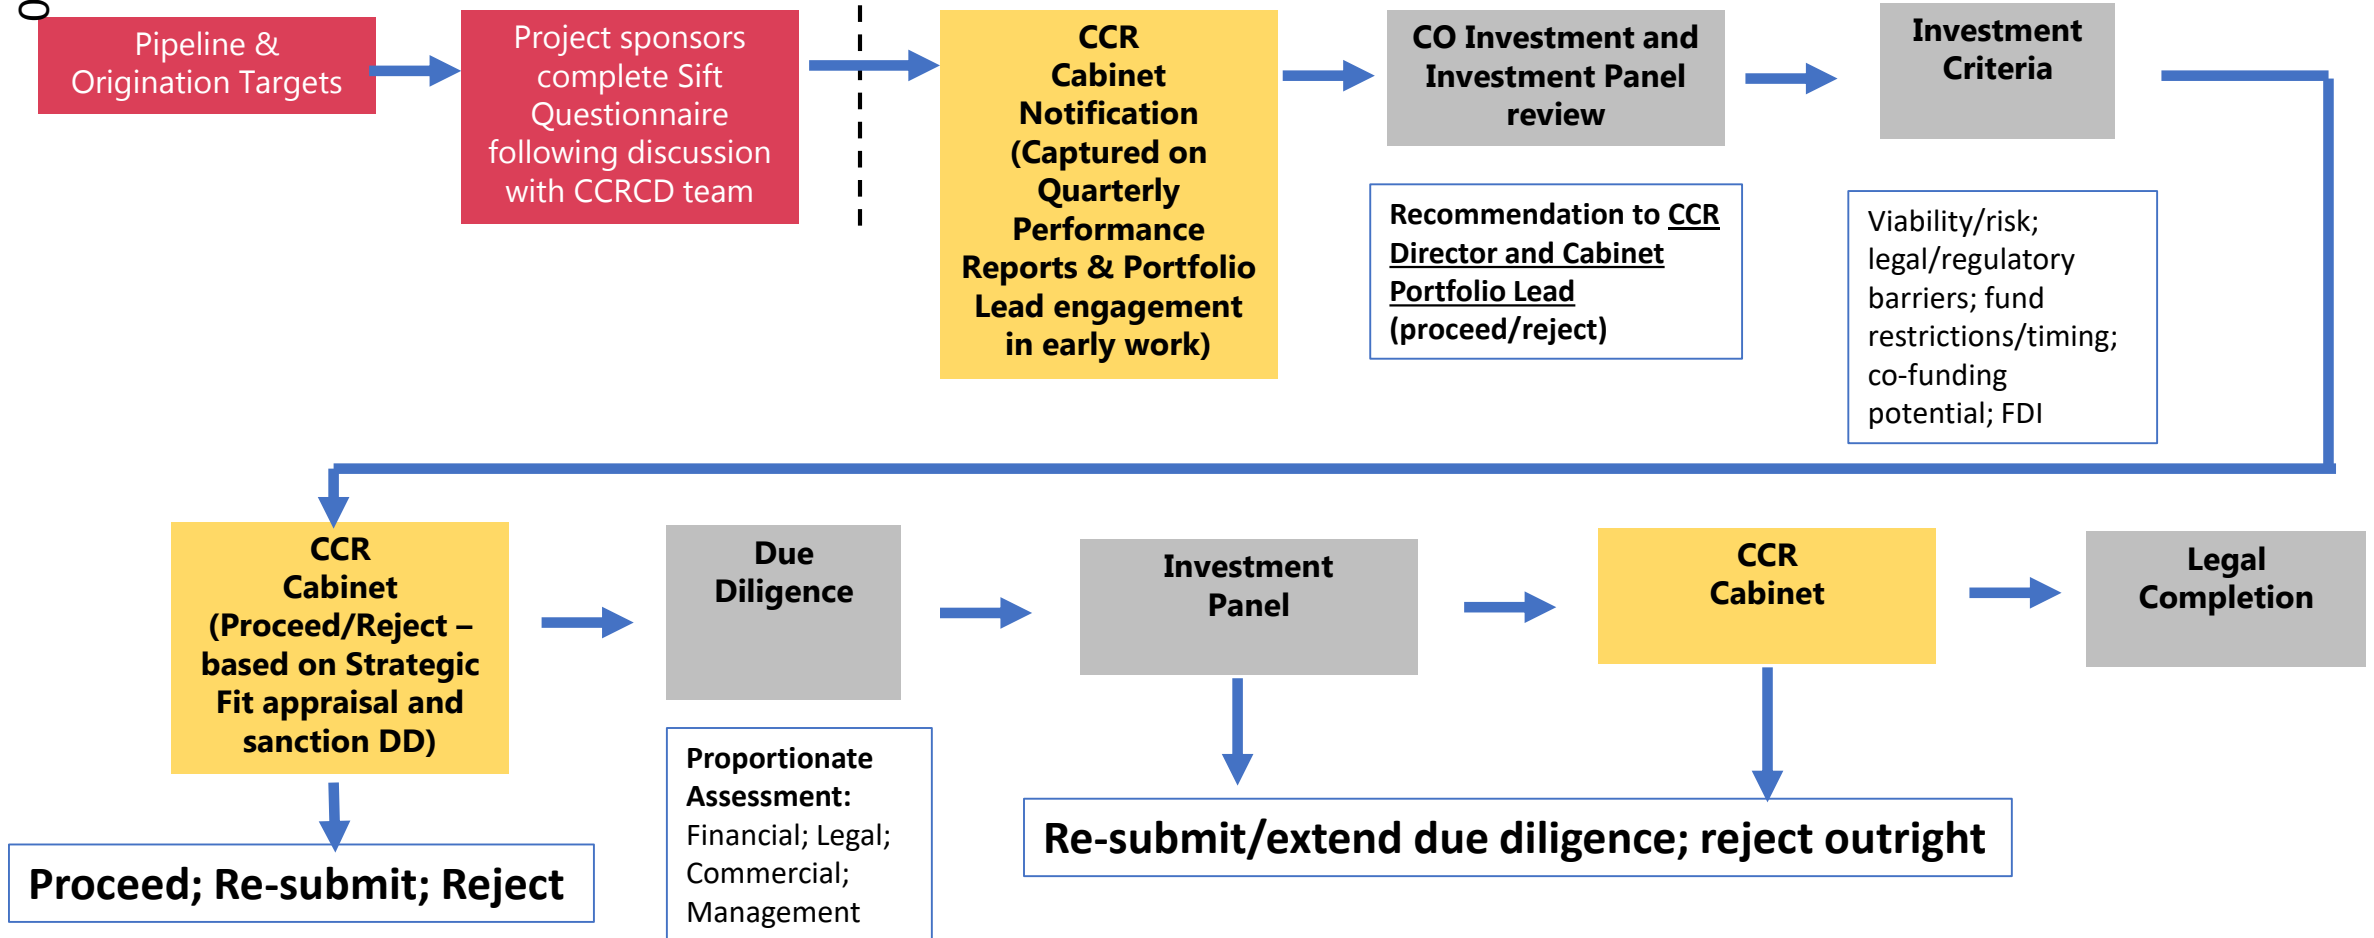 0
Pipeline &
Origination Targets
Project sponsors
complete Sift
Questionnaire
following discussion
with CCRCD team
CCR
Cabinet
Notification
(Captured on
Quarterly
Performance
Reports & Portfolio
Lead engagement
in early work)
CO Investment and
Investment Panel
review
Investment
Criteria
Recommendation to CCR
Director and Cabinet
Portfolio Lead
(proceed/reject)
Viability/risk;
legal/regulatory
barriers; fund
restrictions/timing;
co-funding
potential; FDI
CCR
Cabinet
(Proceed/Reject –
based on Strategic
Fit appraisal and
sanction DD)
Due
Diligence
Investment
Panel
CCR
Cabinet
Legal
Completion
Proceed; Re-submit; Reject
Proportionate
Assessment:
Financial; Legal;
Commercial;
Management
Re-submit/extend due diligence; reject outright